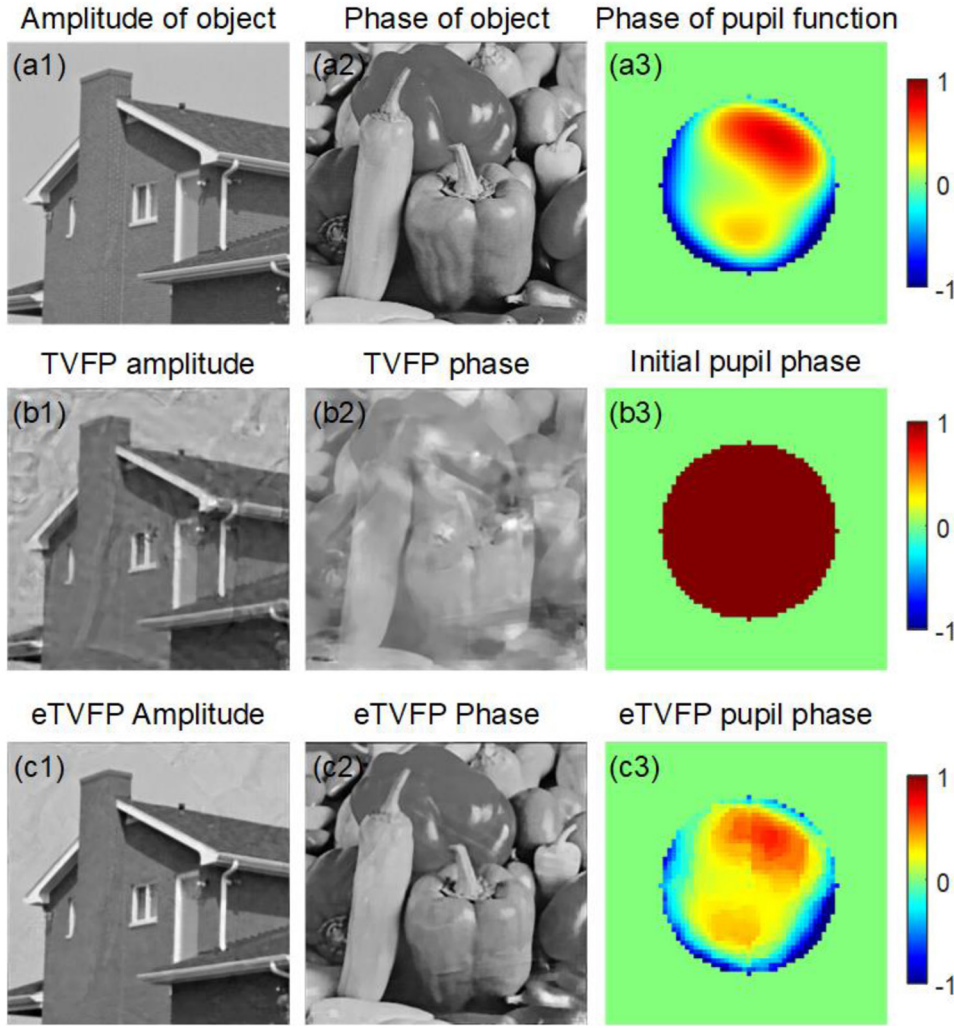 Amplitude of object Phase of object Phase of pupil function
(a1) (a2) (a3) 1
0
-1
TVFP amplitude TVFP phase Initial pupil phase
(b1) (b2) (b3) 1
0
-1
eTVFP Amplitude eTVFP Phase eTVFP pupil phase
(c1) (c2) (c3) 1
0
-1